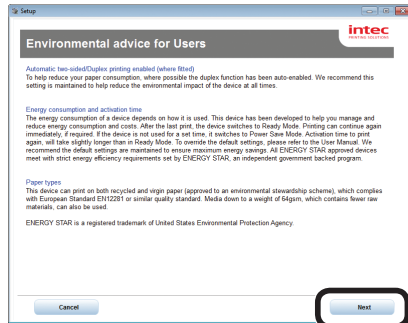 Setup
intec
PRINTING SOLUTIONS
Environmental advice for Users
Automatic two-sided/Duplex printing enabled (where fitted)
To help reduce your paper consumption, where possible the duplex function has been auto-enabled. We recommend this
setting is maintained to help reduce the environmental impact of the device at all times.
Energy consumption and activation time
The energy consumption of a device depends on how it is used. This device has been developed to help you manage and
reduce energy consumption and costs. After the last print, the device switches to Ready Mode. Printing can continue again
immediately, if required. If the device is not used for a set time, it switches to Power Save Mode. Activation time to print
again, will take slightly longer than in Ready Mode. To override the default settings, please refer to the User Manual. We
recommend the default settings are maintained to ensure maximum energy savings. All ENERGY STAR approved devices
meet with strict energy efficiency requirements set by ENERGY STAR, an independent government backed program.
Paper types
This device can print on both recycled and virgin paper (approved to an environmental stewardship scheme), which complies
with European Standard EN12281 or similar quality standard. Media down to a weight of 64gsm, which contains fewer raw
materials, can also be used.
ENERGY STAR is a registered trademark of United States Environmental Protection Agency.
Cancel
Next